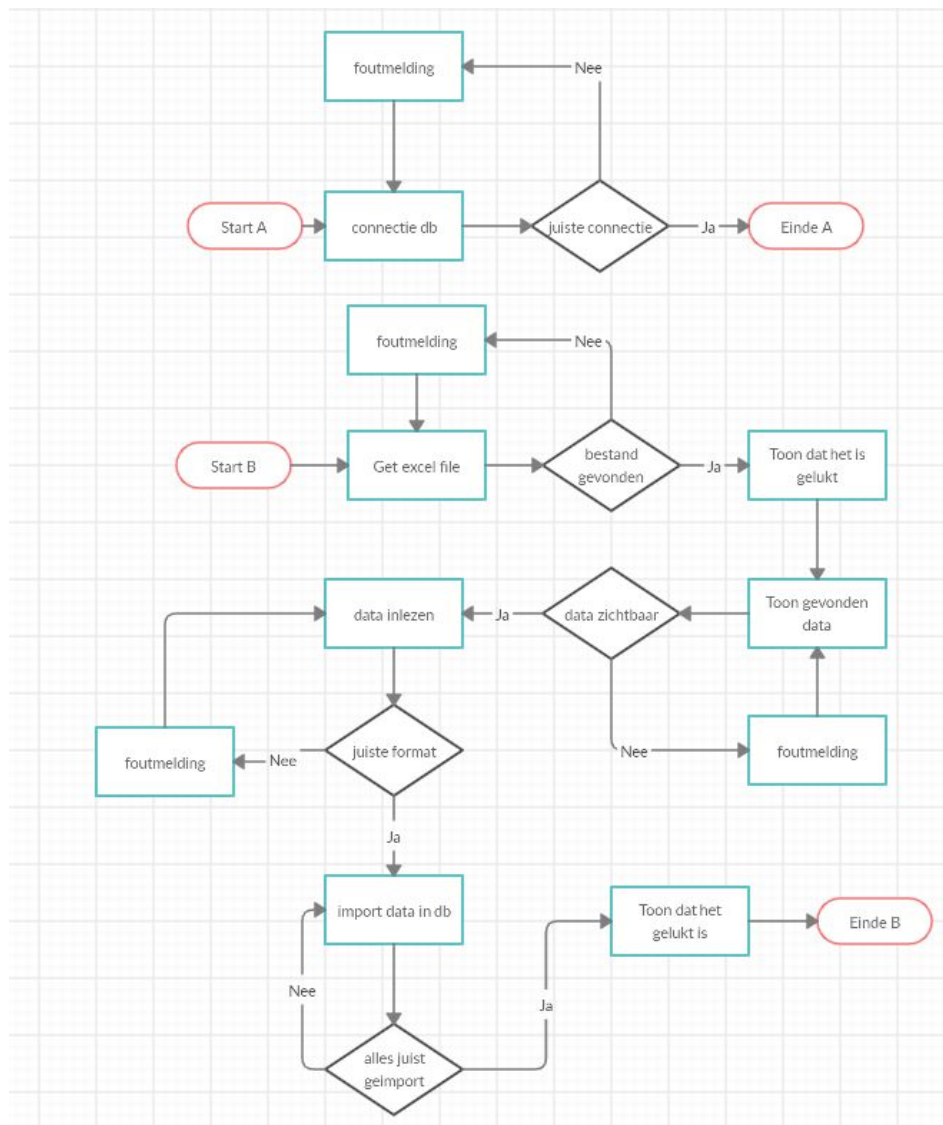 foutmelding
Nee
Start A
connectie db
juiste connectie
Ja
Einde A
foutmelding
Nee
Start B
Get excel file
bestand
gevonden
Ja
Toon dat het is
gelukt
data inlezen
Ja
data zichtbaar
Toon gevonden
data
foutmelding
Nee
juiste format
Nee
foutmelding
Ja
import data in db
Toon dat het
gelukt is
Einde B
Nee
Ja
alles juist
geimport